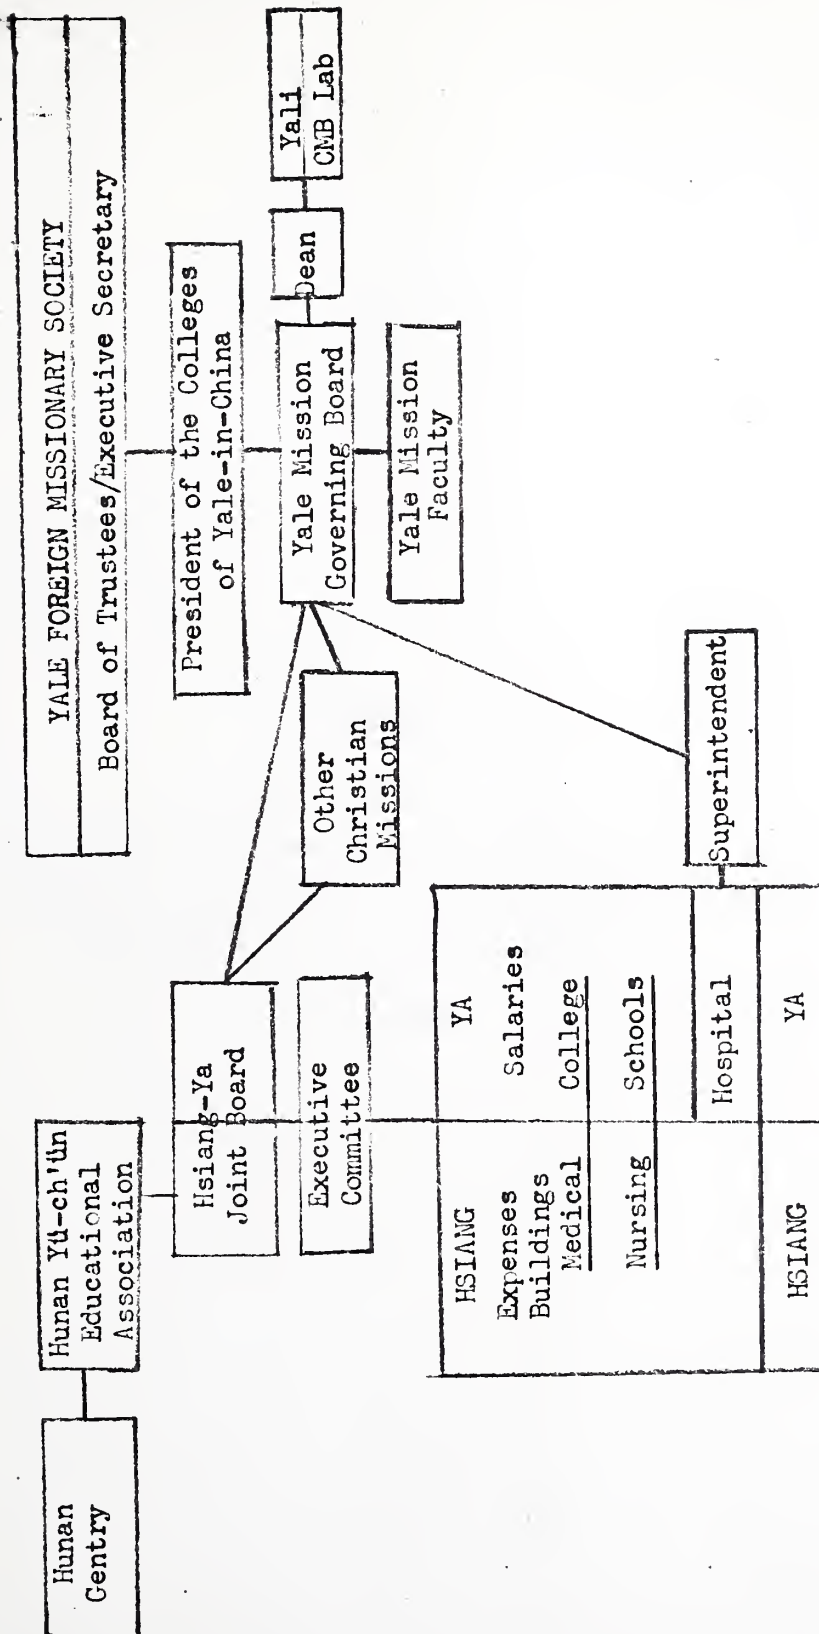 YALE FOREIGN MISSIONARY SOCIETY
Board of Trustees/Executive Secretary
President of the Colleges
of Yale-in-China
Yale Mission
Governing Board
Dean
Yali
CMB Lab
Yale Mission
Faculty
Hunan
Gentry
Hunan Yü-ch'ün
Educational
Association
Hsiang-Ya
Joint Board
Other
Christian
Missions
Executive
Committee
HSIANG YA
Expenses Salaries
Buildings
Medical College
Nursing Schools
Hospital
Superintendent
HSIANG YA